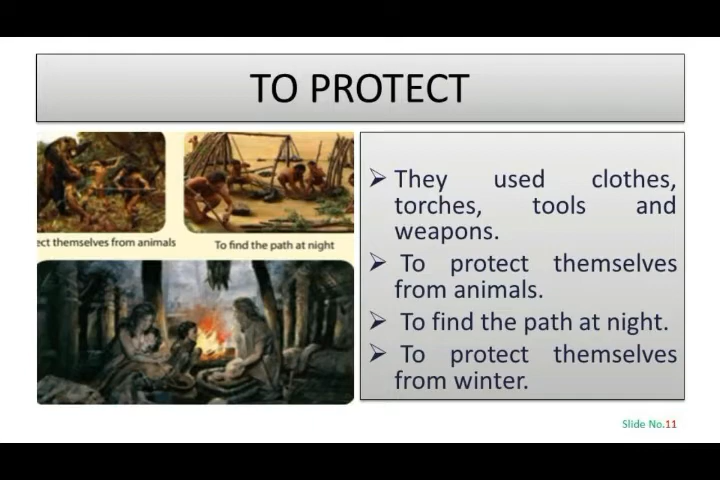 TO PROTECT
ect themselves from animals
To find the path at night
➢ They used clothes,
torches, tools and
weapons.
➢ To protect themselves
from animals.
➢ To find the path at night.
➢ To protect themselves
from winter.
Slide No.11